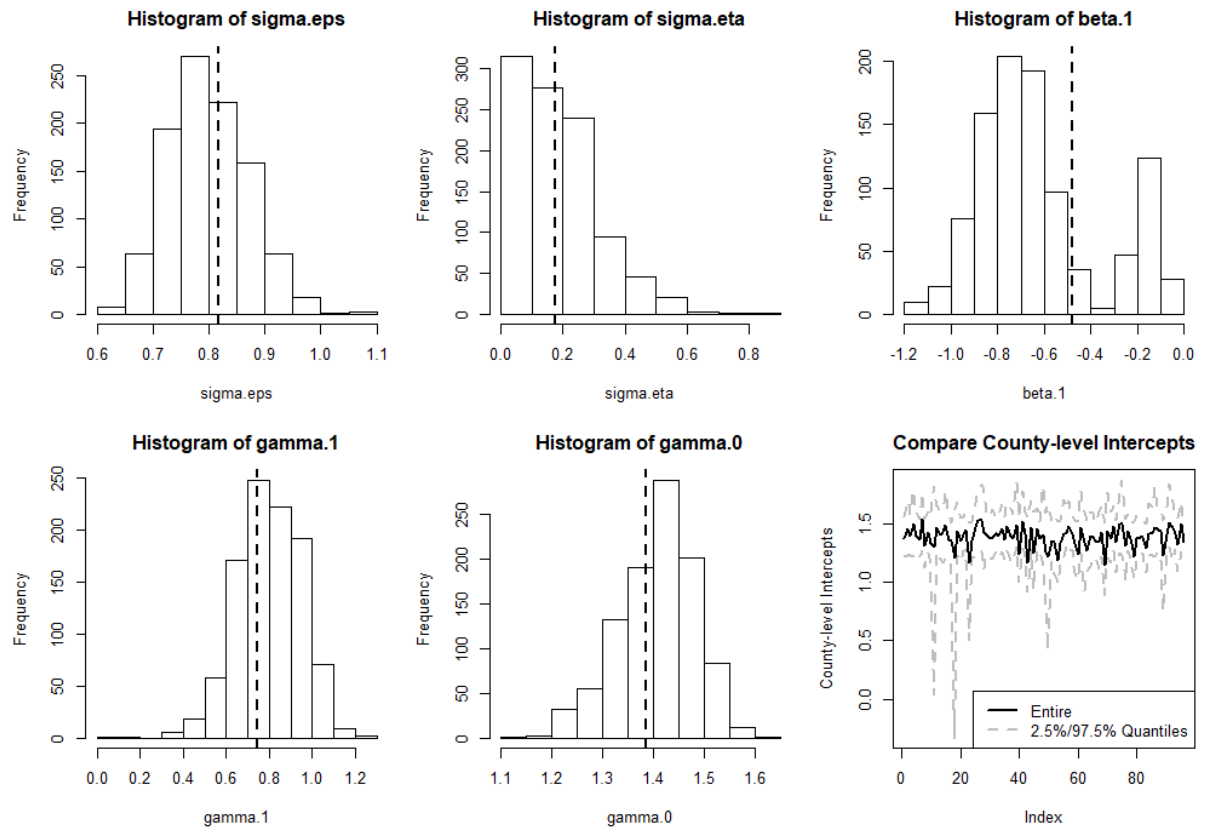 Histogram of sigma.eps
Frequency
0 50 100 150 200 250
0.6 0.7 0.8 0.9 1.0 1.1
sigma.eps
Histogram of sigma.eta
Frequency
0 50 100 150 200 250 300
0.0 0.2 0.4 0.6 0.8
sigma.eta
Histogram of beta.1
Frequency
0 50 100 150 200
-1.2 -1.0 -0.8 -0.6 -0.4 -0.2 0.0
beta.1
Histogram of gamma.1
Frequency
0 50 100 150 200 250
0.0 0.2 0.4 0.6 0.8 1.0 1.2
gamma.1
Histogram of gamma.0
Frequency
0 50 100 150 200 250
1.1 1.2 1.3 1.4 1.5 1.6
gamma.0
Compare County-level Intercepts
County-level Intercepts
0.0 0.5 1.0 1.5
Entire
2.5%/97.5% Quantiles
0 20 40 60 80
Index